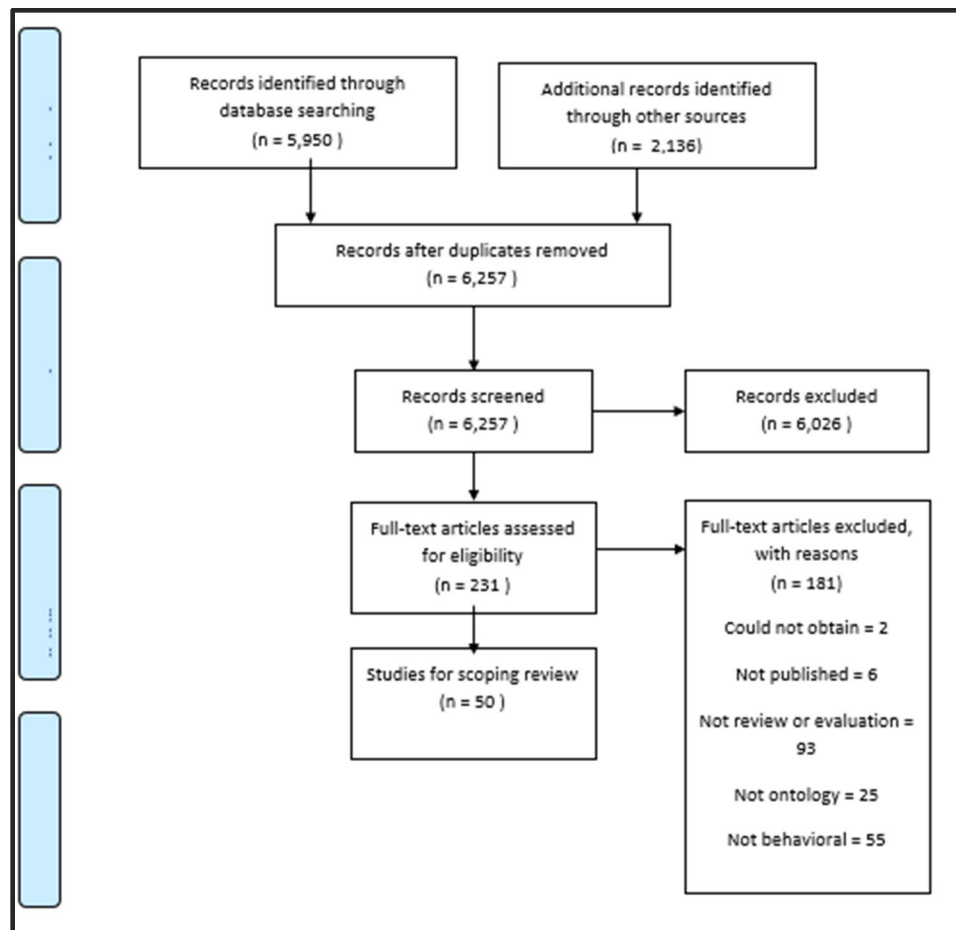 Records identified through
database searching
(n = 5,950 )
Additional records identified
through other sources
(n = 2,136)
Records after duplicates removed
(n = 6,257 )
Records screened
(n = 6,257 )
Records excluded
(n = 6,026 )
Full-text articles assessed
for eligibility
(n = 231 )
Full-text articles excluded,
with reasons
(n = 181)
Could not obtain = 2
Not published = 6
Not review or evaluation =
93
Not ontology = 25
Not behavioral = 55
Studies for scoping review
(n = 50 )